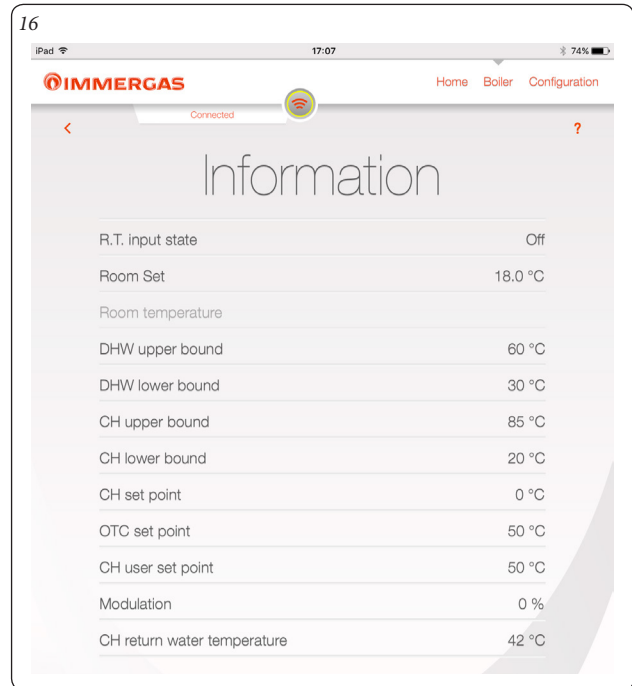 16
iPad 17:07 74%
IMMERGAS Home Boiler Configuration
Connected
< ?
Information
R.T. input state Off
Room Set 18.0 °C
Room temperature
DHW upper bound 60 °C
DHW lower bound 30 °C
CH upper bound 85 °C
CH lower bound 20 °C
CH set point 0 °C
OTC set point 50 °C
CH user set point 50 °C
Modulation 0 %
CH return water temperature 42 °C